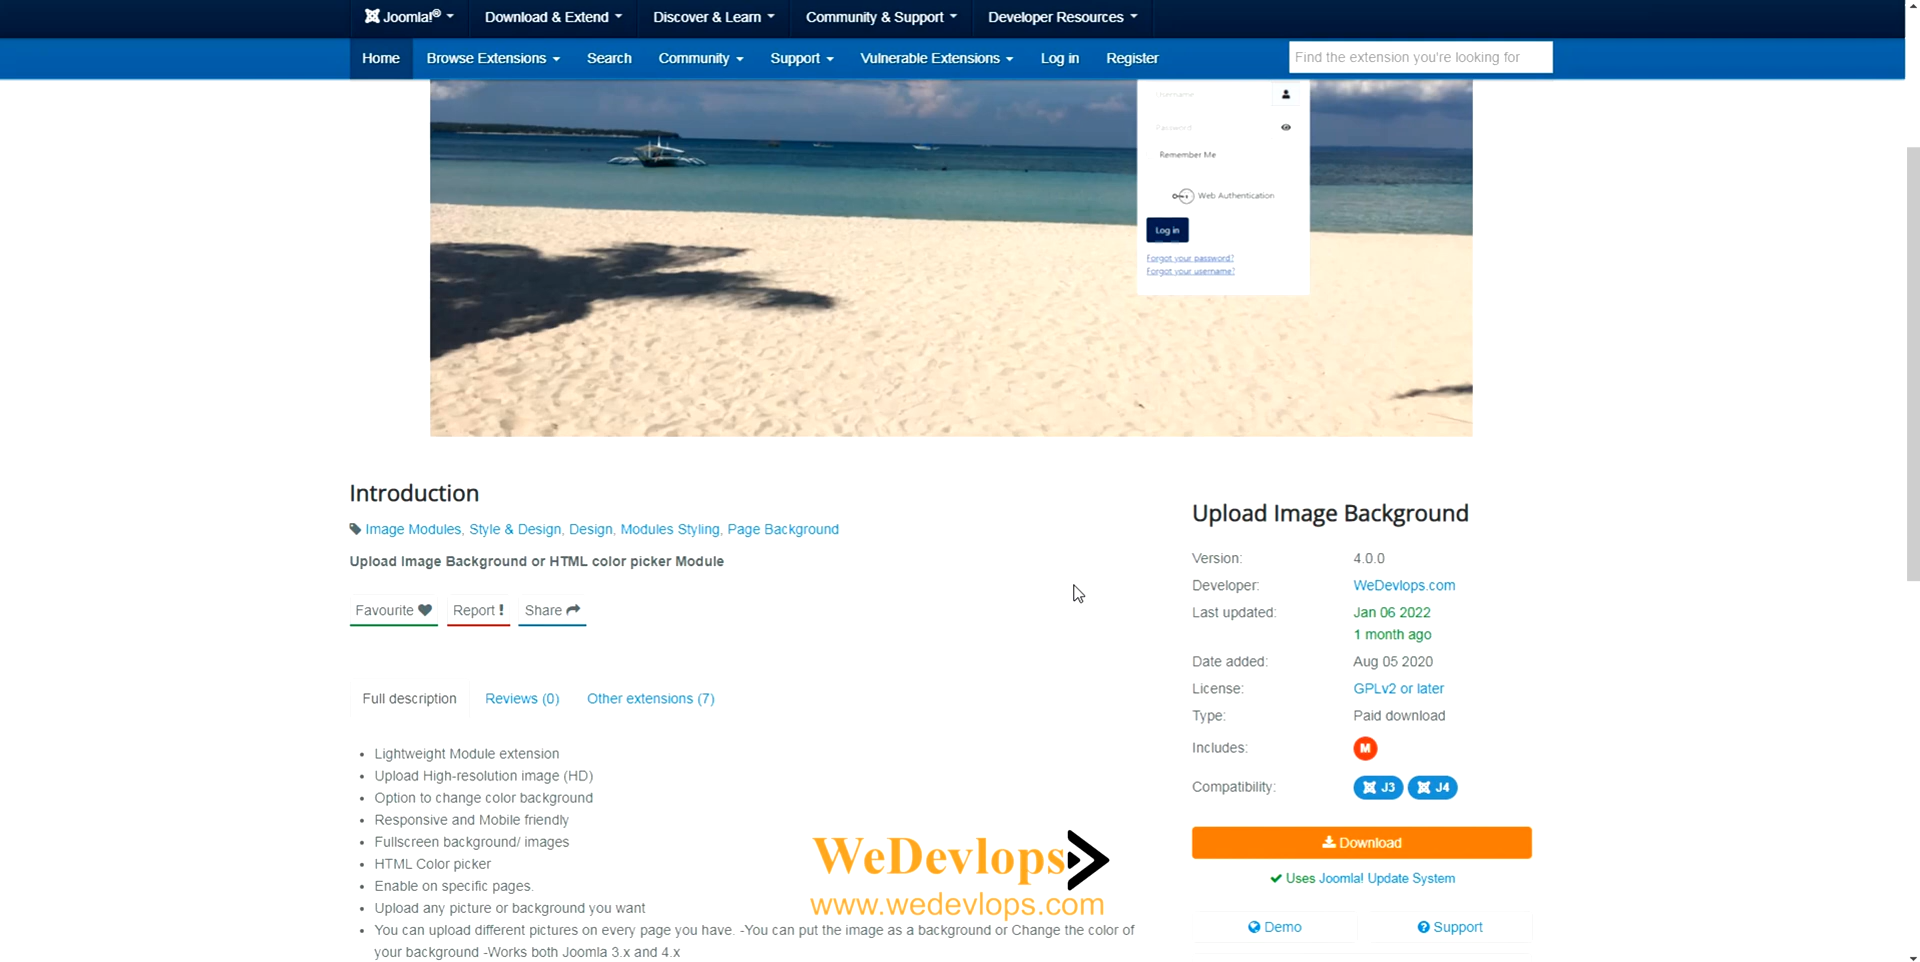 Joomla!® Download & Extend Discover & Learn Community & Support Developer Resources
Home Browse Extensions Search Community Support Vulnerable Extensions Log in Register Find the extension you're looking for
Username
Password
Remember Me
Web Authentication
Log in
Forgot your password?
Forgot your username?
Introduction
Image Modules, Style & Design, Design, Modules Styling, Page Background
Upload Image Background or HTML color picker Module
Favourite Report ! Share
Full description Reviews (0) Other extensions (7)
• Lightweight Module extension
• Upload High-resolution image (HD)
• Option to change color background
• Responsive and Mobile friendly
• Fullscreen background/ images
• HTML Color picker
• Enable on specific pages.
• Upload any picture or background you want
• You can upload different pictures on every page you have. -You can put the image as a background or Change the color of
your background -Works both Joomla 3.x and 4.x
WeDevlops
www.wedevlops.com
Upload Image Background
Version: 4.0.0
Developer: WeDevlops.com
Last updated: Jan 06 2022
1 month ago
Date added: Aug 05 2020
License: GPLv2 or later
Type: Paid download
Includes: M
Compatibility: J3 J4
Download
Uses Joomla! Update System
Demo Support